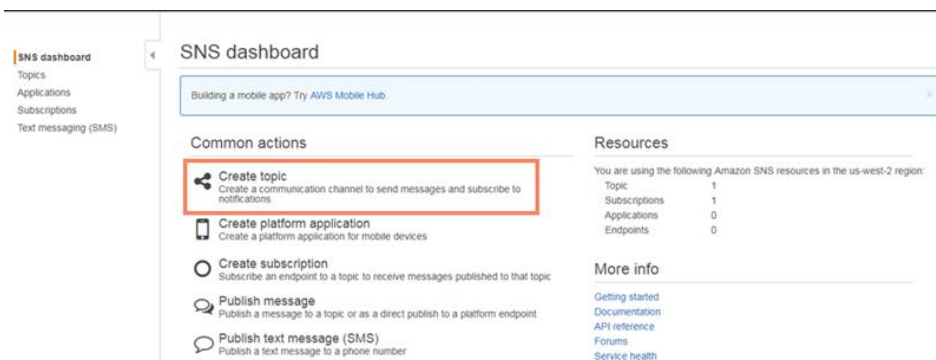 SNS dashboard
Topics
Applications
Subscriptions
Text messaging (SMS)
SNS dashboard
Building a mobile app? Try AWS Mobile Hub.
×
Common actions
Create topic
Create a communication channel to send messages and subscribe to
notifications
Create platform application
Create a platform application for mobile devices
Create subscription
Subscribe an endpoint to a topic to receive messages published to that topic
Publish message
Publish a message to a topic or as a direct publish to a platform endpoint
Publish text message (SMS)
Publish a text message to a phone number
Resources
You are using the following Amazon SNS resources in the us-west-2 region:
Topic 1
Subscriptions 1
Applications 0
Endpoints 0
More info
Getting started
Documentation
API reference
Forums
Service health